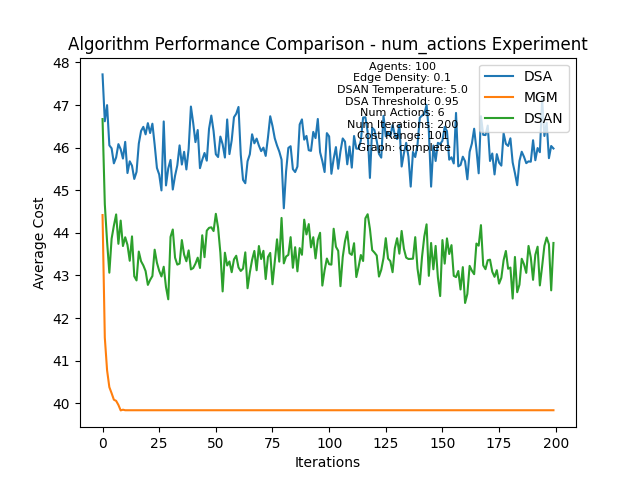 Algorithm Performance Comparison - num_actions Experiment
Agents: 100
Edge Density: 0.1
DSAN Temperature: 5.0
DSA Threshold: 0.95
Num Actions: 6
Num Iterations: 200
Cost Range: 101
Graph: complete
DSA
MGM
DSAN
Average Cost
48
47
46
45
44
43
42
41
40
0
25
50
75
100
125
150
175
200
Iterations